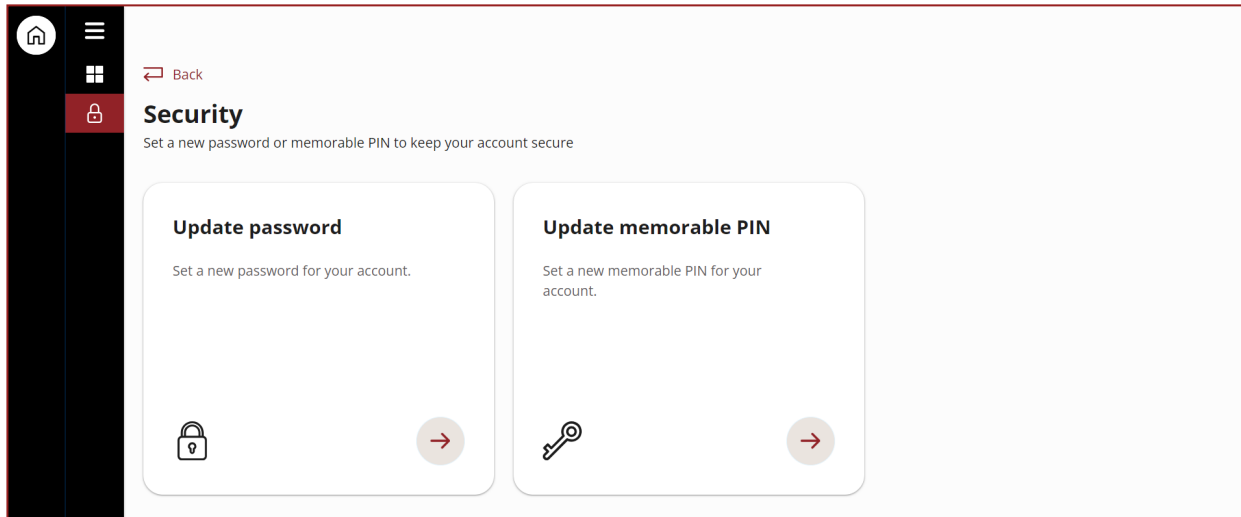 Back
Security
Set a new password or memorable PIN to keep your account secure
Update password
Set a new password for your account.
Update memorable PIN
Set a new memorable PIN for your
account.